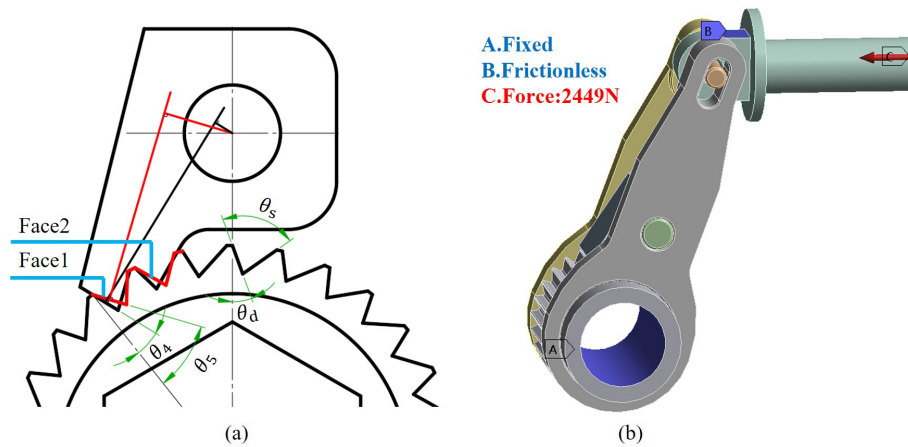 Face2
Face1
θs
θd
θ4
θ5
(a)
A.Fixed
B.Frictionless
C.Force:2449N
B
C
A
(b)